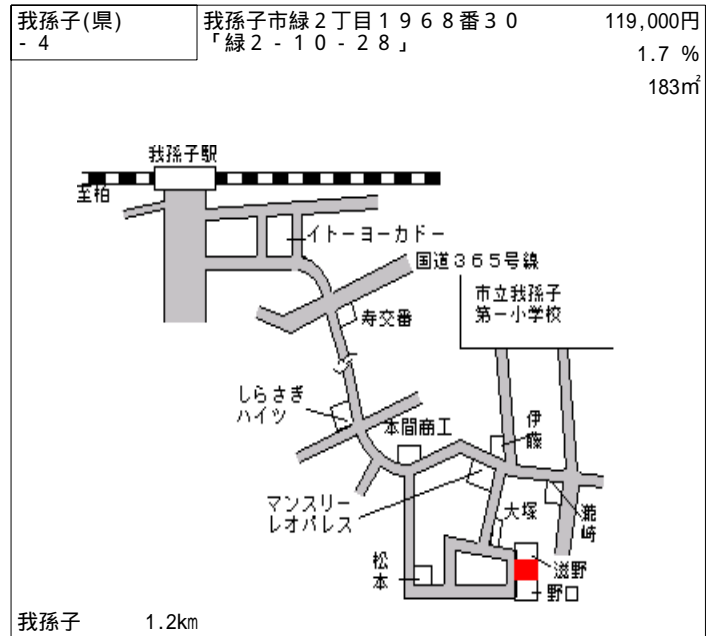 我孫子(県)
- 4
我孫子市緑2丁目1968番30
「緑2-10-28」
119,000円
1.7 %
183㎡
我孫子駅
至柏
イトーヨーカドー
国道365号線
市立我孫子
第一小学校
寿交番
しらさぎ
ハイツ
本間商工
伊藤
マンスリー
レオパレス
大塚
滝崎
松本
滋野
野口
我孫子 1.2km